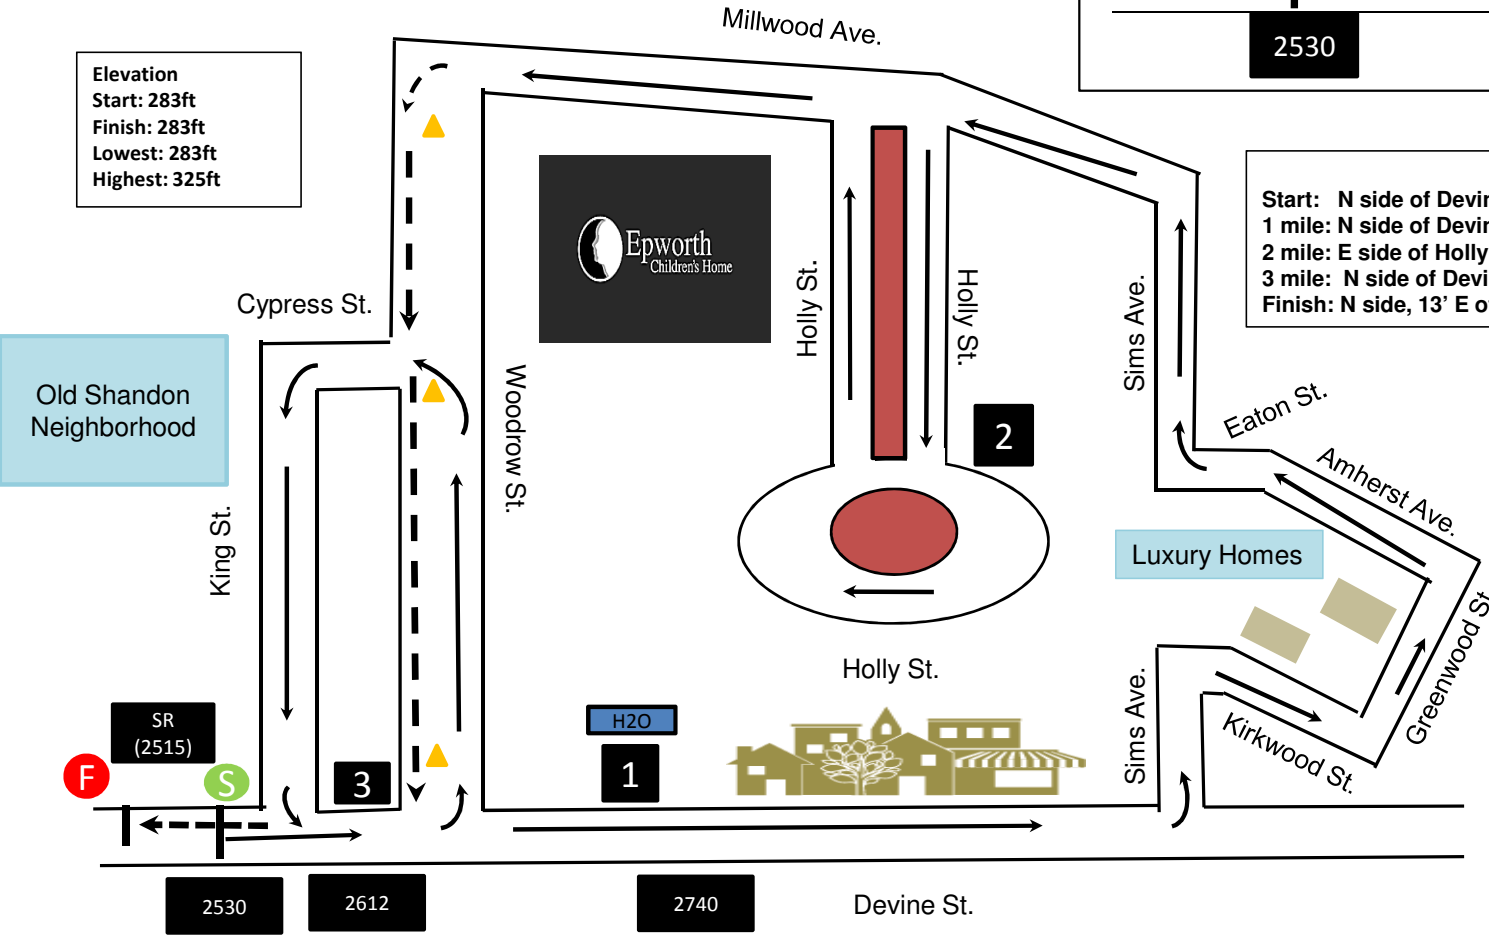 Millwood Ave.
2530
Elevation
Start: 283ft
Finish: 283ft
Lowest: 283ft
Highest: 325ft
Start: N side of Devin
1 mile: N side of Devin
2 mile: E side of Holly
3 mile: N side of Devi
Finish: N side, 13' E o
Epworth
Children's Home
Cypress St.
Holly St.
Holly St.
Sims Ave.
Old Shandon
Neighborhood
Woodrow St.
2
Eaton St.
Amherst Ave.
King St.
Luxury Homes
Greenwood St
Holly St.
Sims Ave.
Kirkwood St.
SR
(2515)
H2O
F
S
3
1
2530
2612
2740
Devine St.